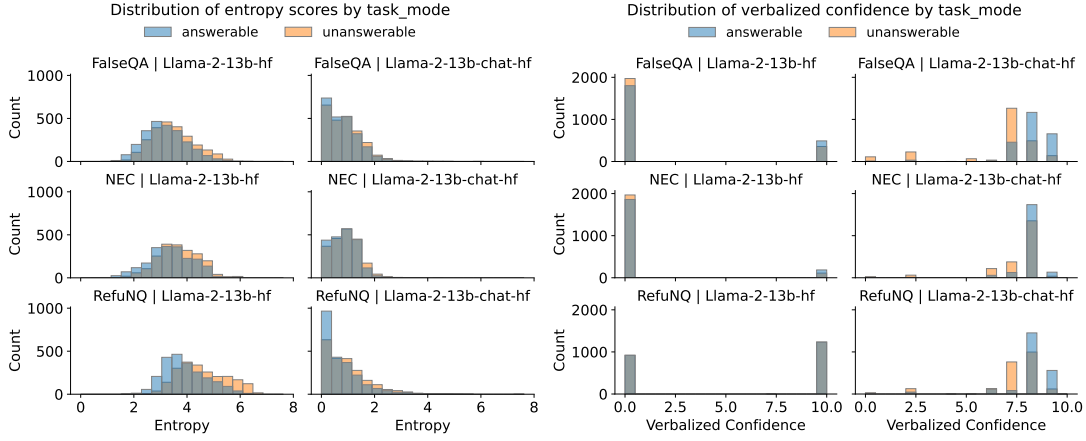 Distribution of entropy scores by task_mode
answerable unanswerable
FalseQA | Llama-2-13b-hf FalseQA | Llama-2-13b-chat-hf
1000
500
0
Count
NEC | Llama-2-13b-hf NEC | Llama-2-13b-chat-hf
1000
500
0
Count
RefuNQ | Llama-2-13b-hf RefuNQ | Llama-2-13b-chat-hf
1000
500
0
Count
0 2 4 6 8 0 2 4 6 8
Entropy Entropy
Distribution of verbalized confidence by task_mode
answerable unanswerable
FalseQA | Llama-2-13b-hf FalseQA | Llama-2-13b-chat-hf
2000
1000
0
Count
NEC | Llama-2-13b-hf NEC | Llama-2-13b-chat-hf
2000
1000
0
Count
RefuNQ | Llama-2-13b-hf RefuNQ | Llama-2-13b-chat-hf
2000
1000
0
Count
0.0 2.5 5.0 7.5 10.0 0.0 2.5 5.0 7.5 10.0
Verbalized Confidence Verbalized Confidence